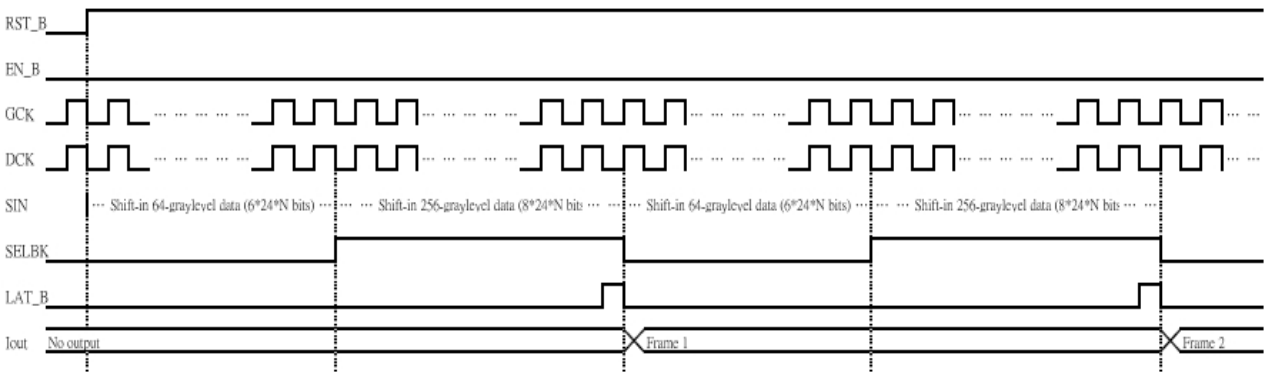 RST_B
EN_B
GCK ... ... ... ... ... ... ... ... ... ... ... ... ... ... ... ... ... ...
DCK ... ... ... ... ... ... ... ... ... ... ... ... ... ... ... ... ... ...
SIN ... Shift-in 64-graylevel data (6*24*N bits) ... ... ... Shift-in 256-graylevel data (8*24*N bits ... ... ... Shift-in 64-graylevel data (6*24*N bits) ... ... ... Shift-in 256-graylevel data (8*24*N bits ... ...
SELBK
LAT_B
Iout No output Frame 1 Frame 2